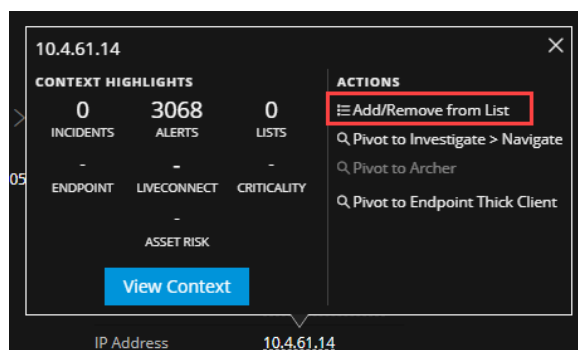 10.4.61.14
CONTEXT HIGHLIGHTS
0 3068 0
INCIDENTS ALERTS LISTS
- - -
ENDPOINT LIVECONNECT CRITICALITY
-
ASSET RISK
View Context
ACTIONS
Add/Remove from List
Pivot to Investigate > Navigate
Pivot to Archer
Pivot to Endpoint Thick Client
05
IP Address 10.4.61.14